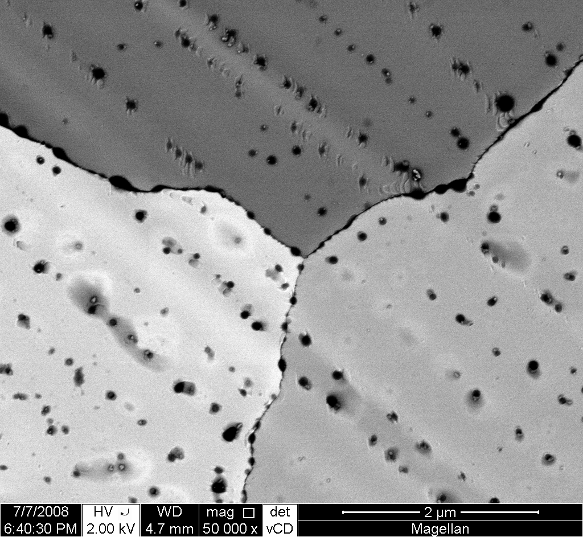 7/7/2008
6:40:30 PM
HV
2.00 kV
WD
4.7 mm
mag
50 000 x
det
vCD
2 µm
Magellan